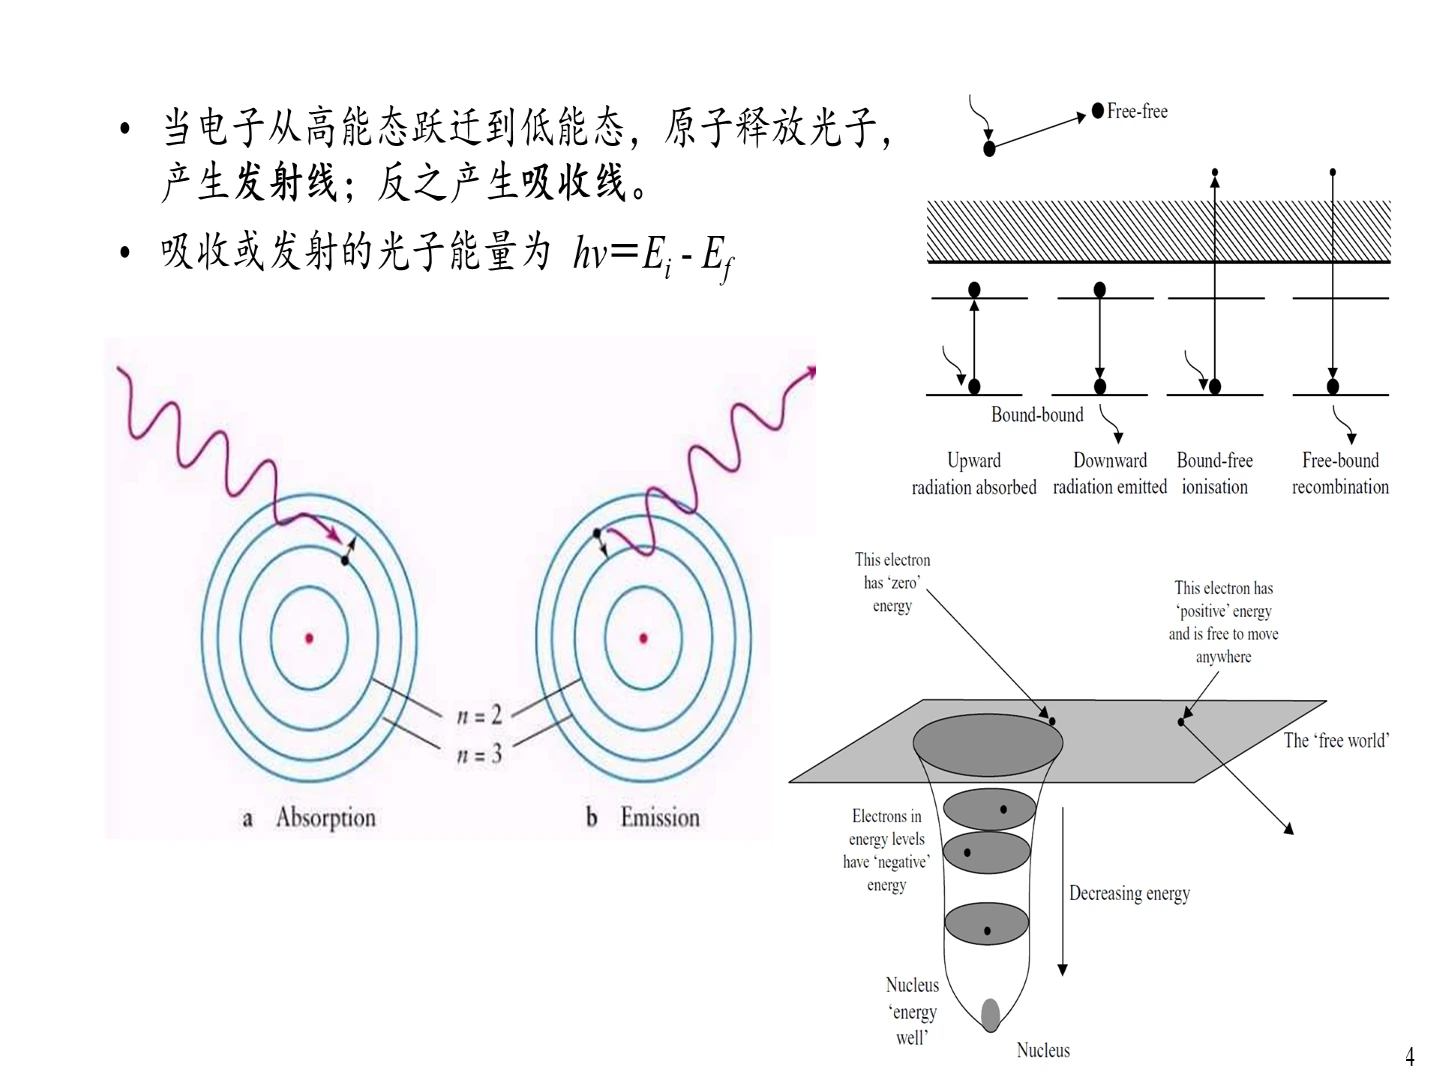 • 当电子从高能态跃迁到低能态，原子释放光子，
产生发射线；反之产生吸收线。
• 吸收或发射的光子能量为 hν=Ei - Ef
Free-free
Bound-bound
Upward
radiation absorbed
Downward
radiation emitted
Bound-free
ionisation
Free-bound
recombination
n = 2
n = 3
a Absorption
b Emission
This electron
has ‘zero’
energy
This electron has
‘positive’ energy
and is free to move
anywhere
The ‘free world’
Electrons in
energy levels
have ‘negative’
energy
Decreasing energy
Nucleus
‘energy
well’
Nucleus
4